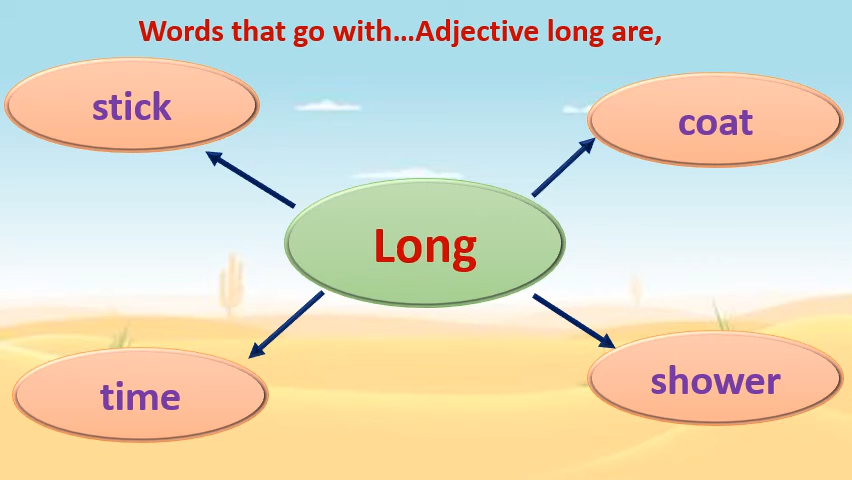 Words that go with...Adjective long are,
stick
coat
Long
time
shower